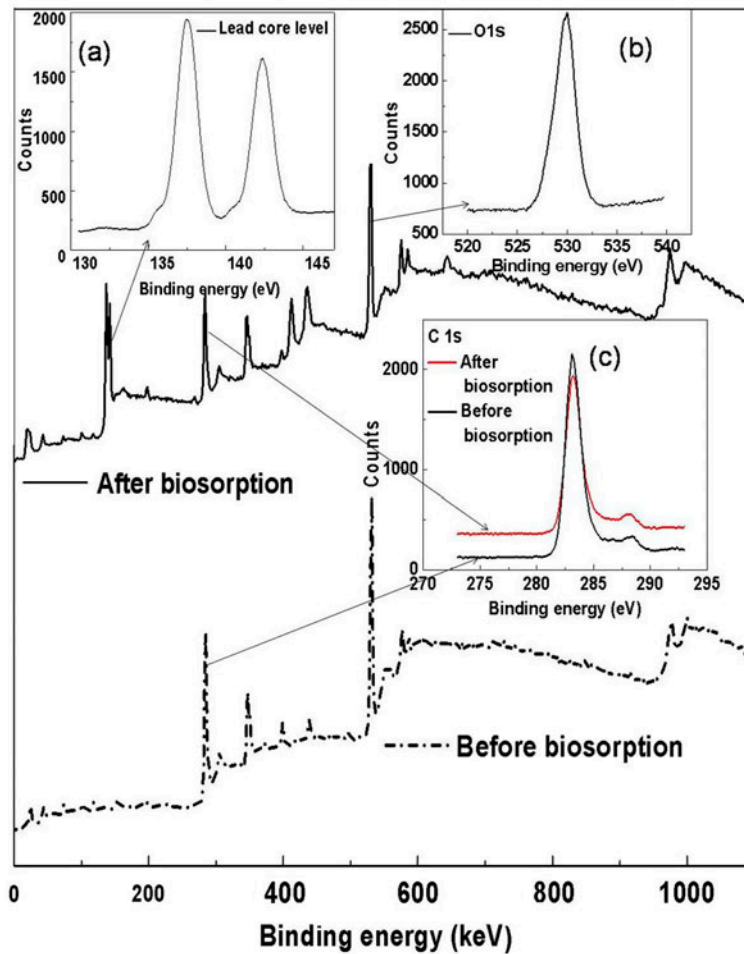 2000
1500
1000
500
0
(a)
Lead core level
Counts
130 135 140 145
Binding energy (eV)
2500
2000
1500
1000
500
O1s
(b)
Counts
520 525 530 535 540
Binding energy (eV)
2000
1000
0
C 1s
(c)
After
biosorption
Before
biosorption
Counts
270 275 280 285 290 295
Binding energy (eV)
After biosorption
Before biosorption
0 200 400 600 800 1000
Binding energy (keV)